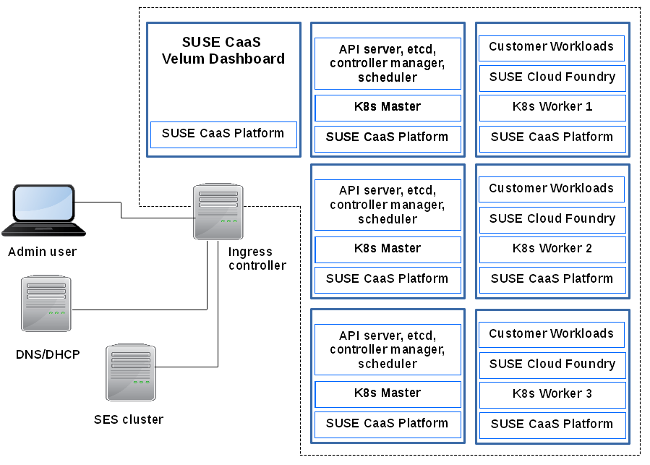 SUSE CaaS
Velum Dashboard
SUSE CaaS Platform
API server, etcd,
controller manager,
scheduler
K8s Master
SUSE CaaS Platform
Customer Workloads
SUSE Cloud Foundry
K8s Worker 1
SUSE CaaS Platform
Admin user
Ingress
controller
API server, etcd,
controller manager,
scheduler
K8s Master
SUSE CaaS Platform
Customer Workloads
SUSE Cloud Foundry
K8s Worker 2
SUSE CaaS Platform
DNS/DHCP
SES cluster
API server, etcd,
controller manager,
scheduler
K8s Master
SUSE CaaS Platform
Customer Workloads
SUSE Cloud Foundry
K8s Worker 3
SUSE CaaS Platform